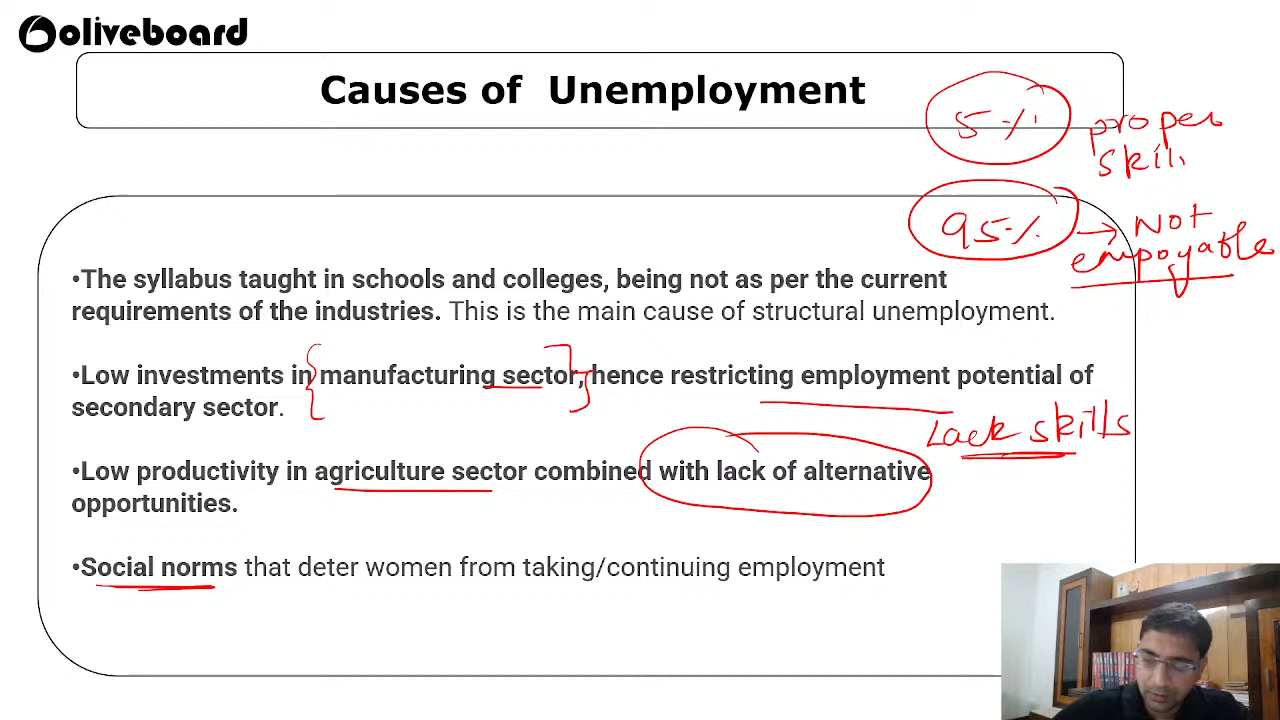 oliveboard
Causes of Unemployment
5%
proper
skill
95% → Not
empoyable
•The syllabus taught in schools and colleges, being not as per the current
requirements of the industries. This is the main cause of structural unemployment.
•Low investments in {manufacturing sector,} hence restricting employment potential of
secondary sector.
Lack skills
•Low productivity in agriculture sector combined with lack of alternative
opportunities.
•Social norms that deter women from taking/continuing employment